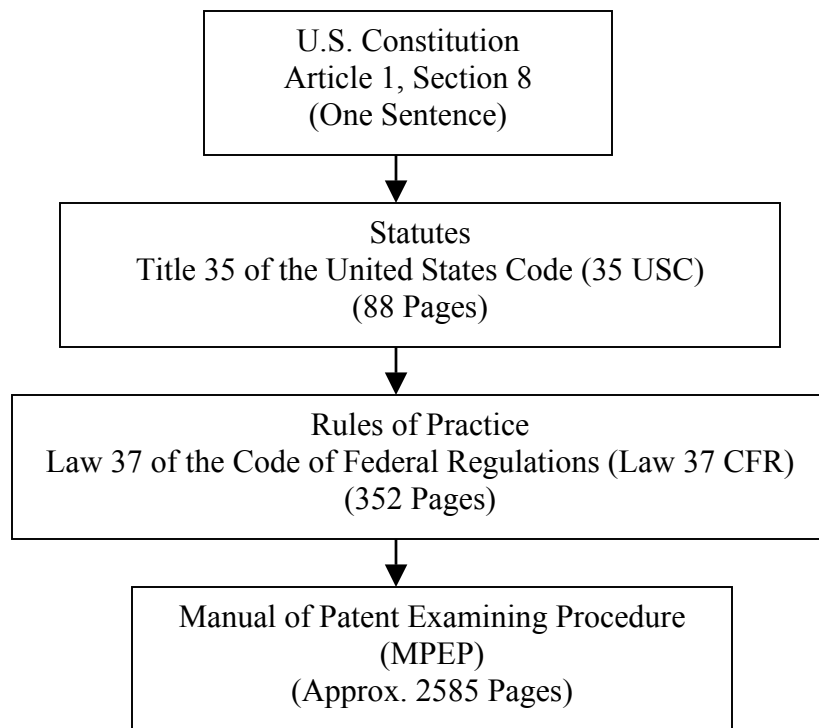 U.S. Constitution
Article 1, Section 8
(One Sentence)
Statutes
Title 35 of the United States Code (35 USC)
(88 Pages)
Rules of Practice
Law 37 of the Code of Federal Regulations (Law 37 CFR)
(352 Pages)
Manual of Patent Examining Procedure
(MPEP)
(Approx. 2585 Pages)